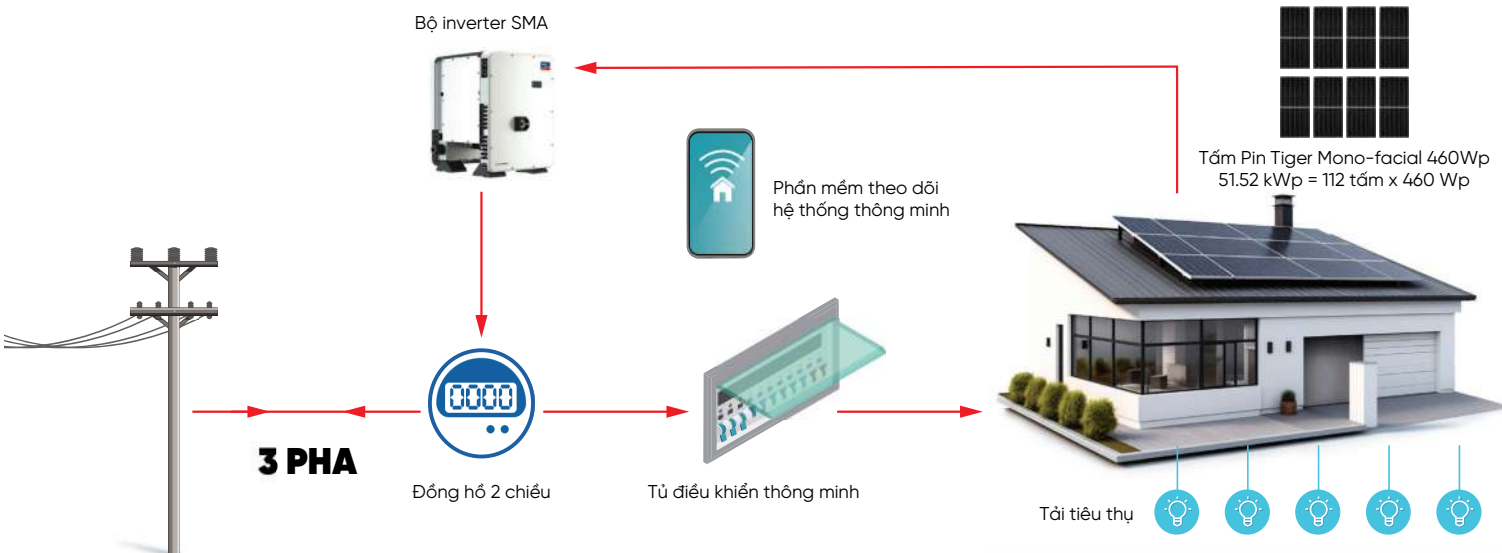 Bộ inverter SMA
Tấm Pin Tiger Mono-facial 460Wp
51.52 kWp = 112 tấm x 460 Wp
Phần mềm theo dõi
hệ thống thông minh
0000
3 PHA
Đồng hồ 2 chiều
Tủ điều khiển thông minh
Tải tiêu thụ